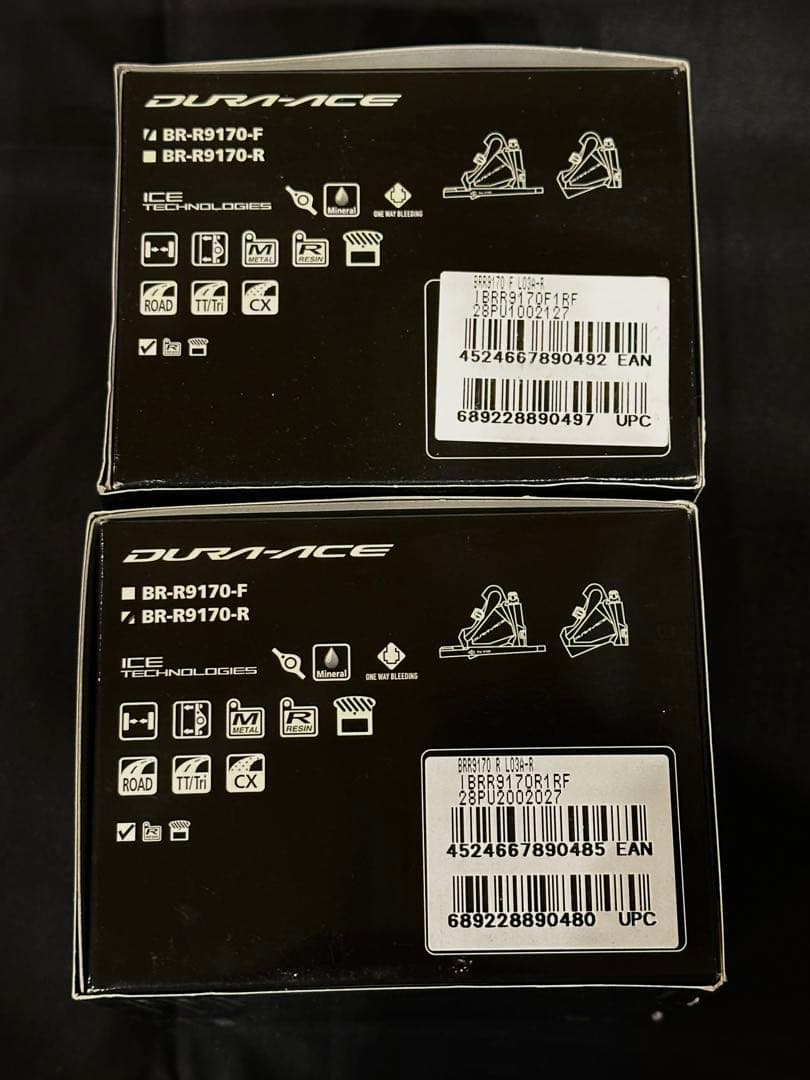 DURA-ACE
BR-R9170-F
BR-R9170-R
ICE
TECHNOLOGIES
Mineral
ONE WAY BLEEDING
M
METAL
R
RESIN
ROAD
TT/Tri
CX
R
BRR9170 F L03A-R
IBRR9170F1RF
28PU1002127
4524667890492 EAN
689228890497 UPC
DURA-ACE
BR-R9170-F
BR-R9170-R
ICE
TECHNOLOGIES
Mineral
ONE WAY BLEEDING
M
METAL
R
RESIN
ROAD
TT/Tri
CX
R
BRR9170 R L03A-R
IBRR9170R1RF
28PU2002027
4524667890485 EAN
689228890480 UPC